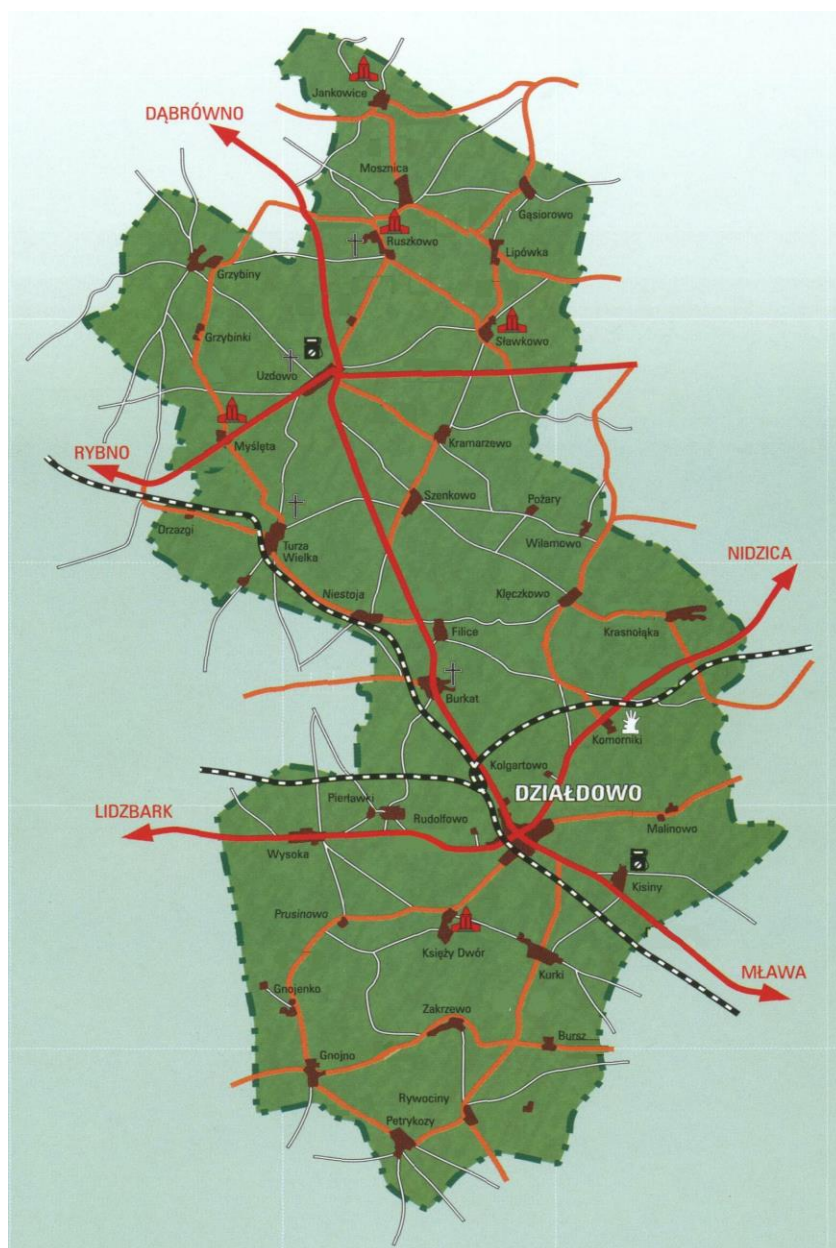 Jankowice
DĄBRÓWNO
Mosznica
Gąsiorowo
Ruszkowo
Lipówka
Grzybiny
Grzybinki
Sławkowo
Uzdowo
Myślęta
Kramarzewo
RYBNO
Szenkowo
Pożary
Drzazgi
Turza
Wielka
Wilamowo
NIDZICA
Niestoja
Klęczkowo
Filice
Krasnołąka
Burkat
Komorniki
Kolgartowo
DZIAŁDOWO
Pierławki
LIDZBARK
Rudolfowo
Malinowo
Wysoka
Kisiny
Prusinowo
Księży Dwór
Kurki
MŁAWA
Gnojenko
Zakrzewo
Bursz
Gnojno
Rywociny
Petrykozy